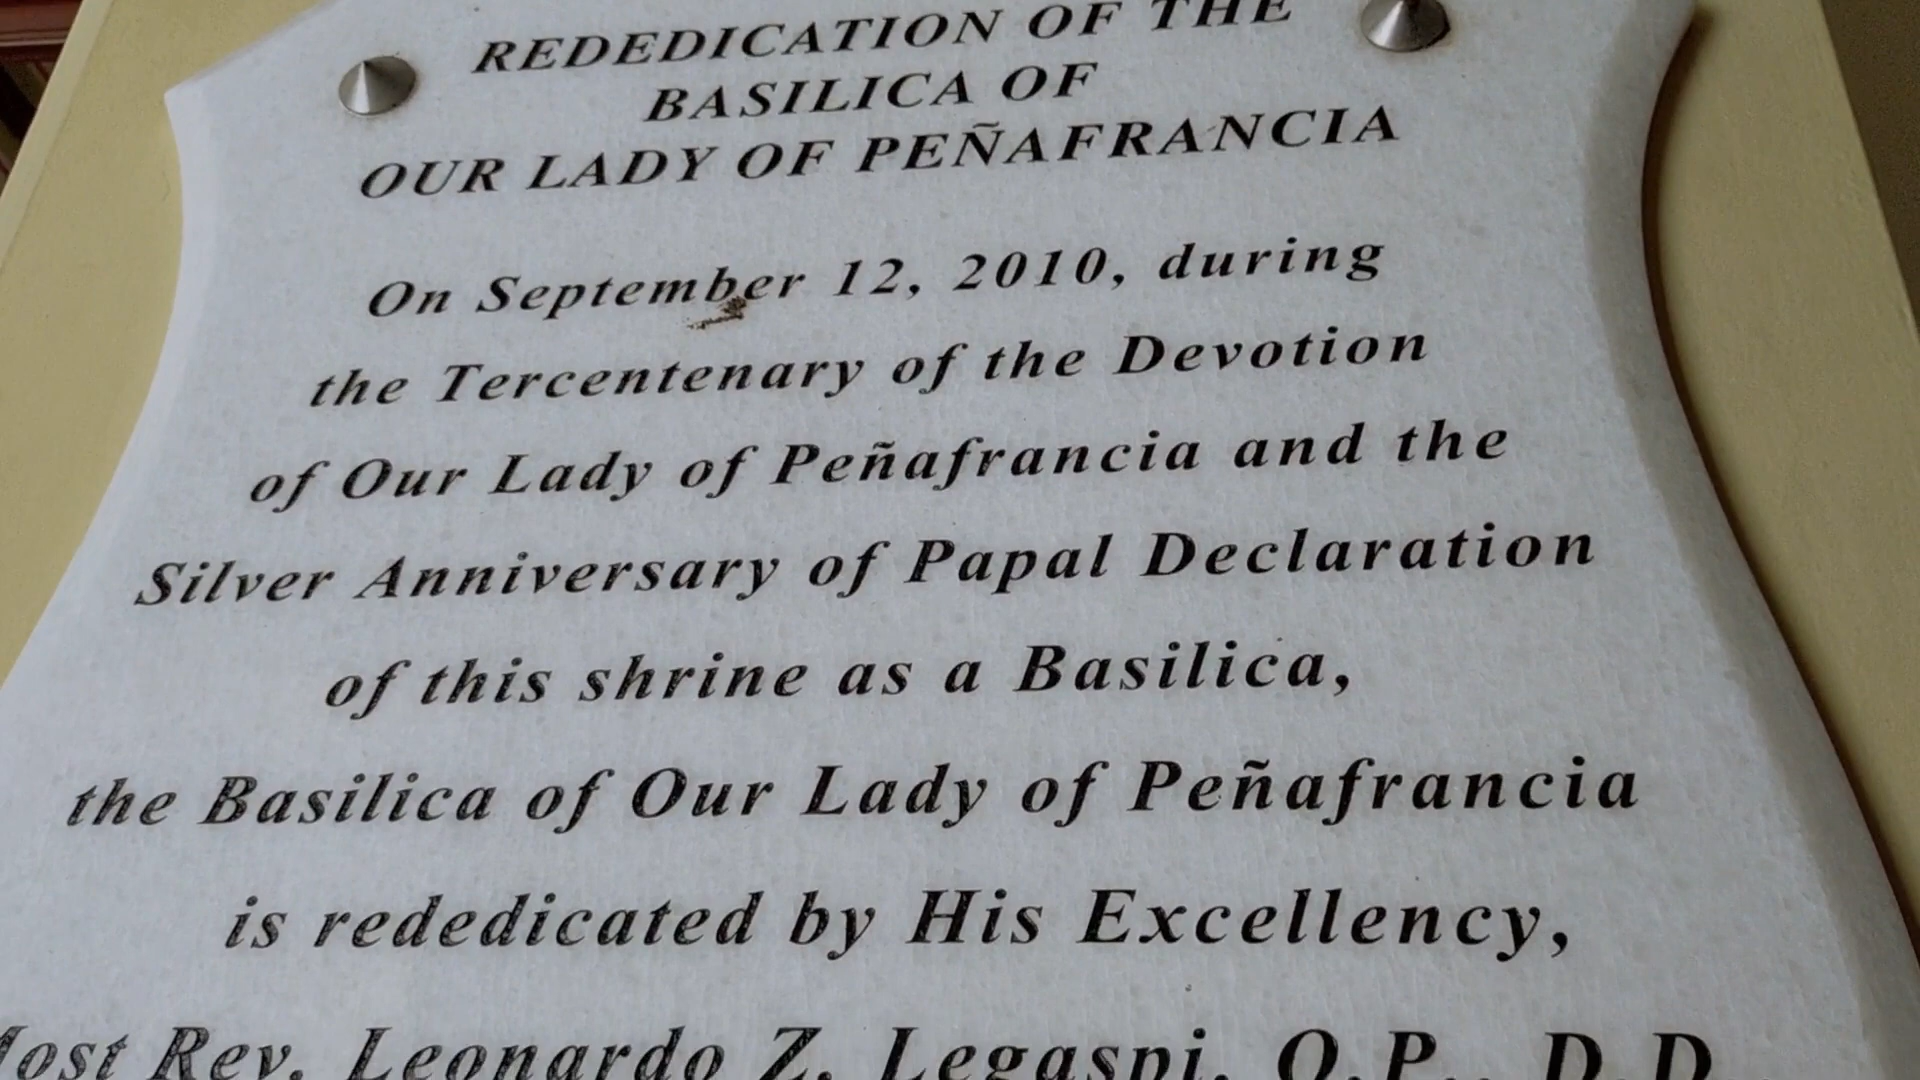 REDEDICATION OF THE
BASILICA OF
OUR LADY OF PEÑAFRANCIA
On September 12, 2010, during
the Tercentenary of the Devotion
of Our Lady of Peñafrancia and the
Silver Anniversary of Papal Declaration
of this shrine as a Basilica,
the Basilica of Our Lady of Peñafrancia
is rededicated by His Excellency,
Most Rev. Leonardo Z. Legaspi, O.P., D.D